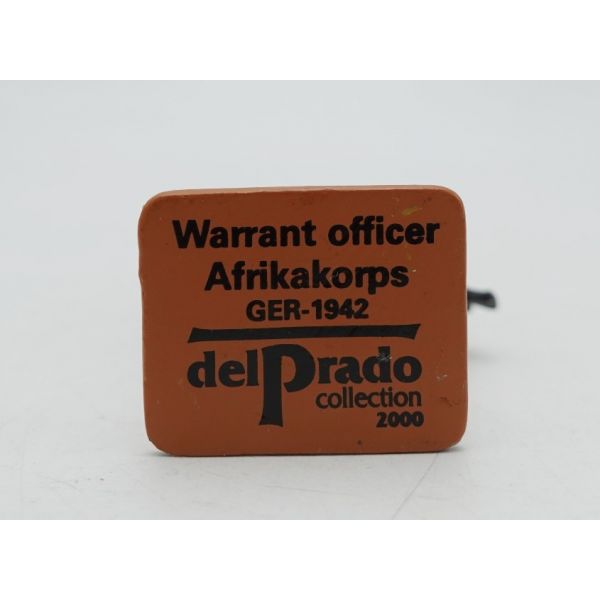 Warrant officer
Afrikakorps
GER-1942
delPrado
collection
2000